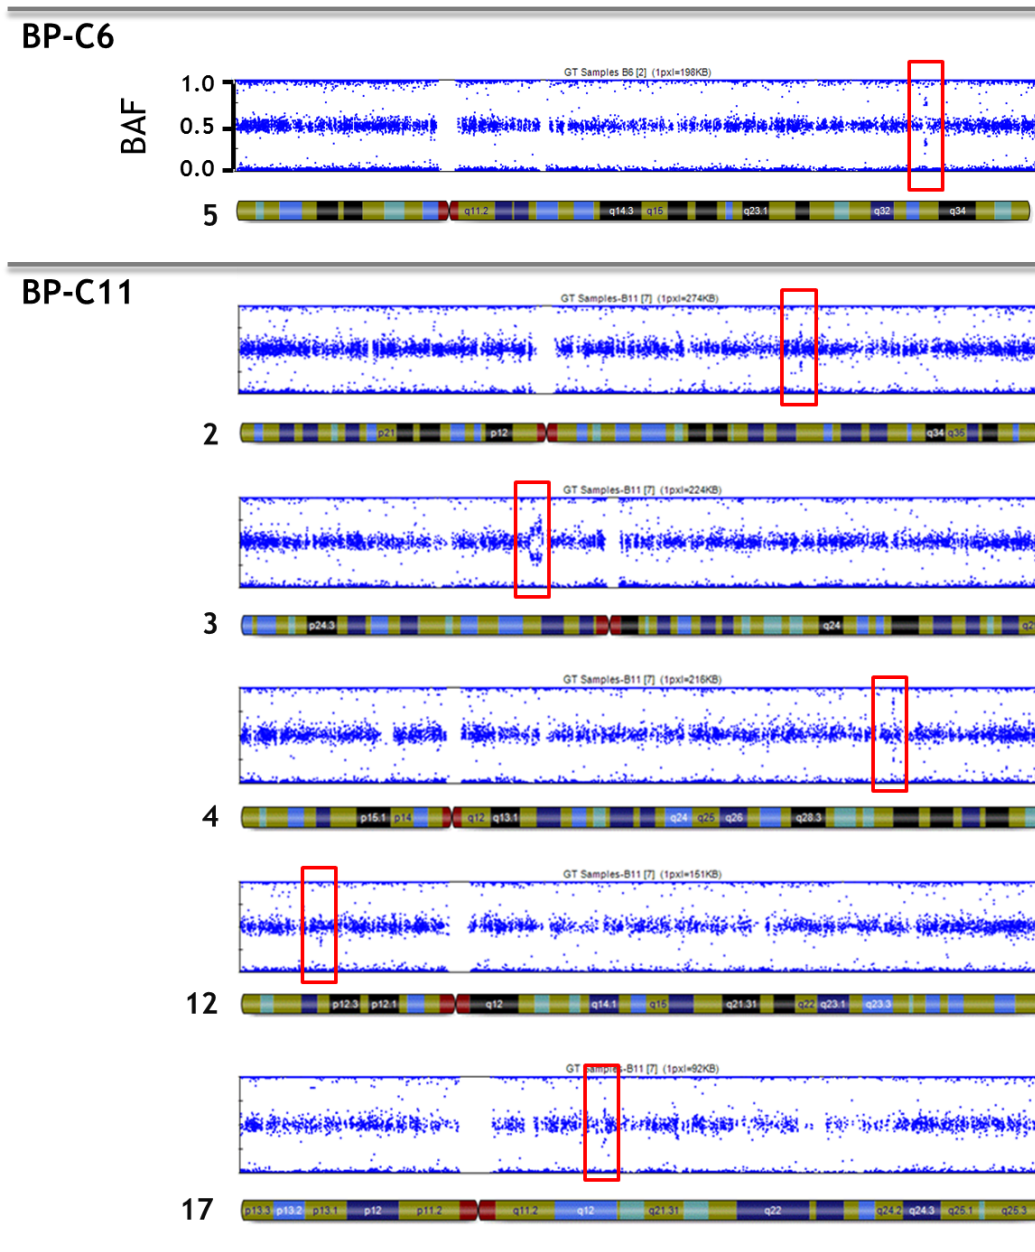 BP-C6
GT Samples B6 [2] (1pxl=198KB)
1.0
BAF
0.5
0.0
5
q11.2 q14.3 q15 q23.1 q32 q34
BP-C11
GT Samples-B11 [7] (1pxl=274KB)
2
p21 p12 q34 q35
GT Samples-B11 [7] (1pxl=224KB)
3
p24.3 q24
GT Samples-B11 [7] (1pxl=216KB)
4
p15.1 p14 q12 q13.1 q24 q25 q26 q28.3
GT Samples-B11 [7] (1pxl=151KB)
12
p12.3 p12.1 q12 q14.1 q15 q21.31 q22 q23.1 q23.3
GT Samples-B11 [7] (1pxl=92KB)
17
p13.3 p13.2 p13.1 p12 p11.2 q11.2 q12 q21.31 q22 q24.2 q24.3 q25.1 q25.3